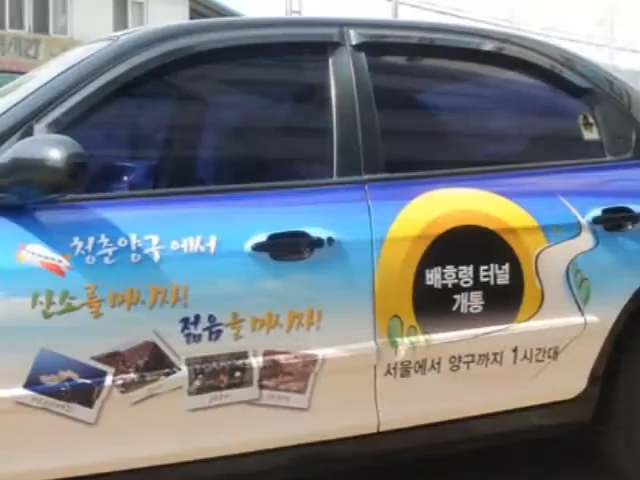 청춘양구에서
산소를 마시자!
젊음을 마시자!
배후령 터널
개통
서울에서 양구까지 1시간대